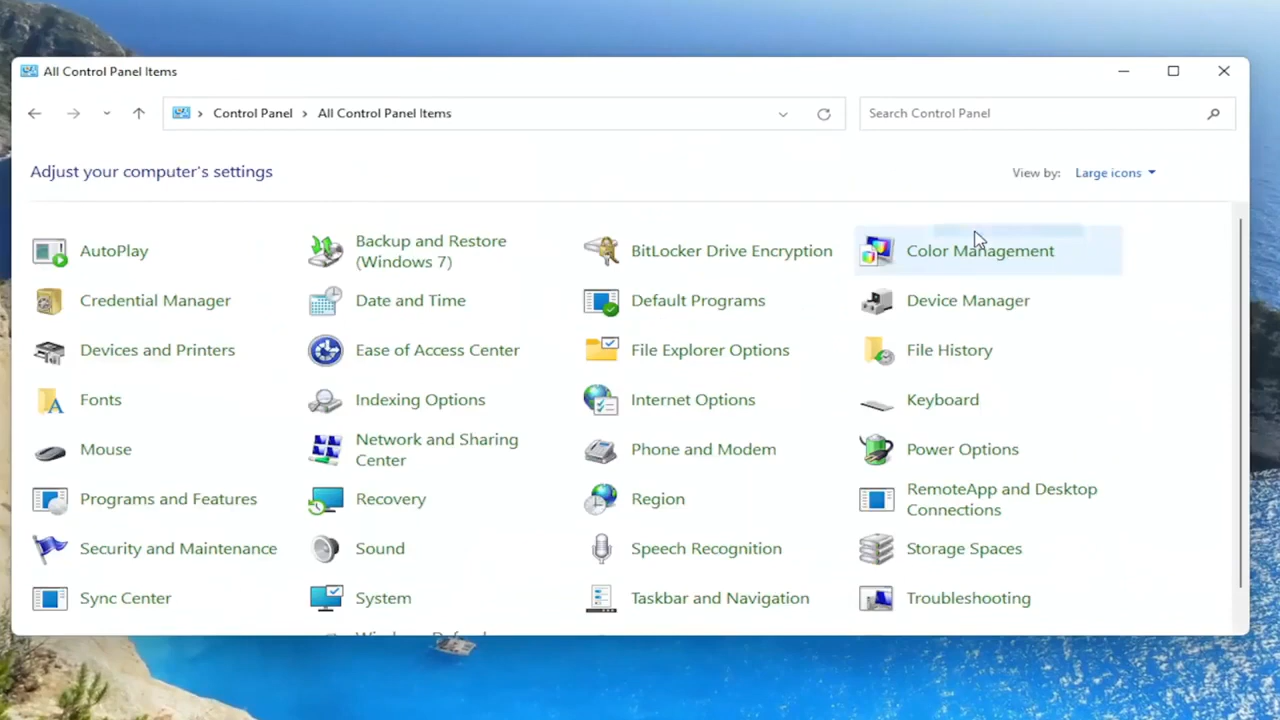 All Control Panel Items
Control Panel > All Control Panel Items
Search Control Panel
Adjust your computer's settings
View by: Large icons
AutoPlay
Backup and Restore
(Windows 7)
BitLocker Drive Encryption
Color Management
Credential Manager
Date and Time
Default Programs
Device Manager
Devices and Printers
Ease of Access Center
File Explorer Options
File History
Fonts
Indexing Options
Internet Options
Keyboard
Mouse
Network and Sharing
Center
Phone and Modem
Power Options
Programs and Features
Recovery
Region
RemoteApp and Desktop
Connections
Security and Maintenance
Sound
Speech Recognition
Storage Spaces
Sync Center
System
Taskbar and Navigation
Troubleshooting